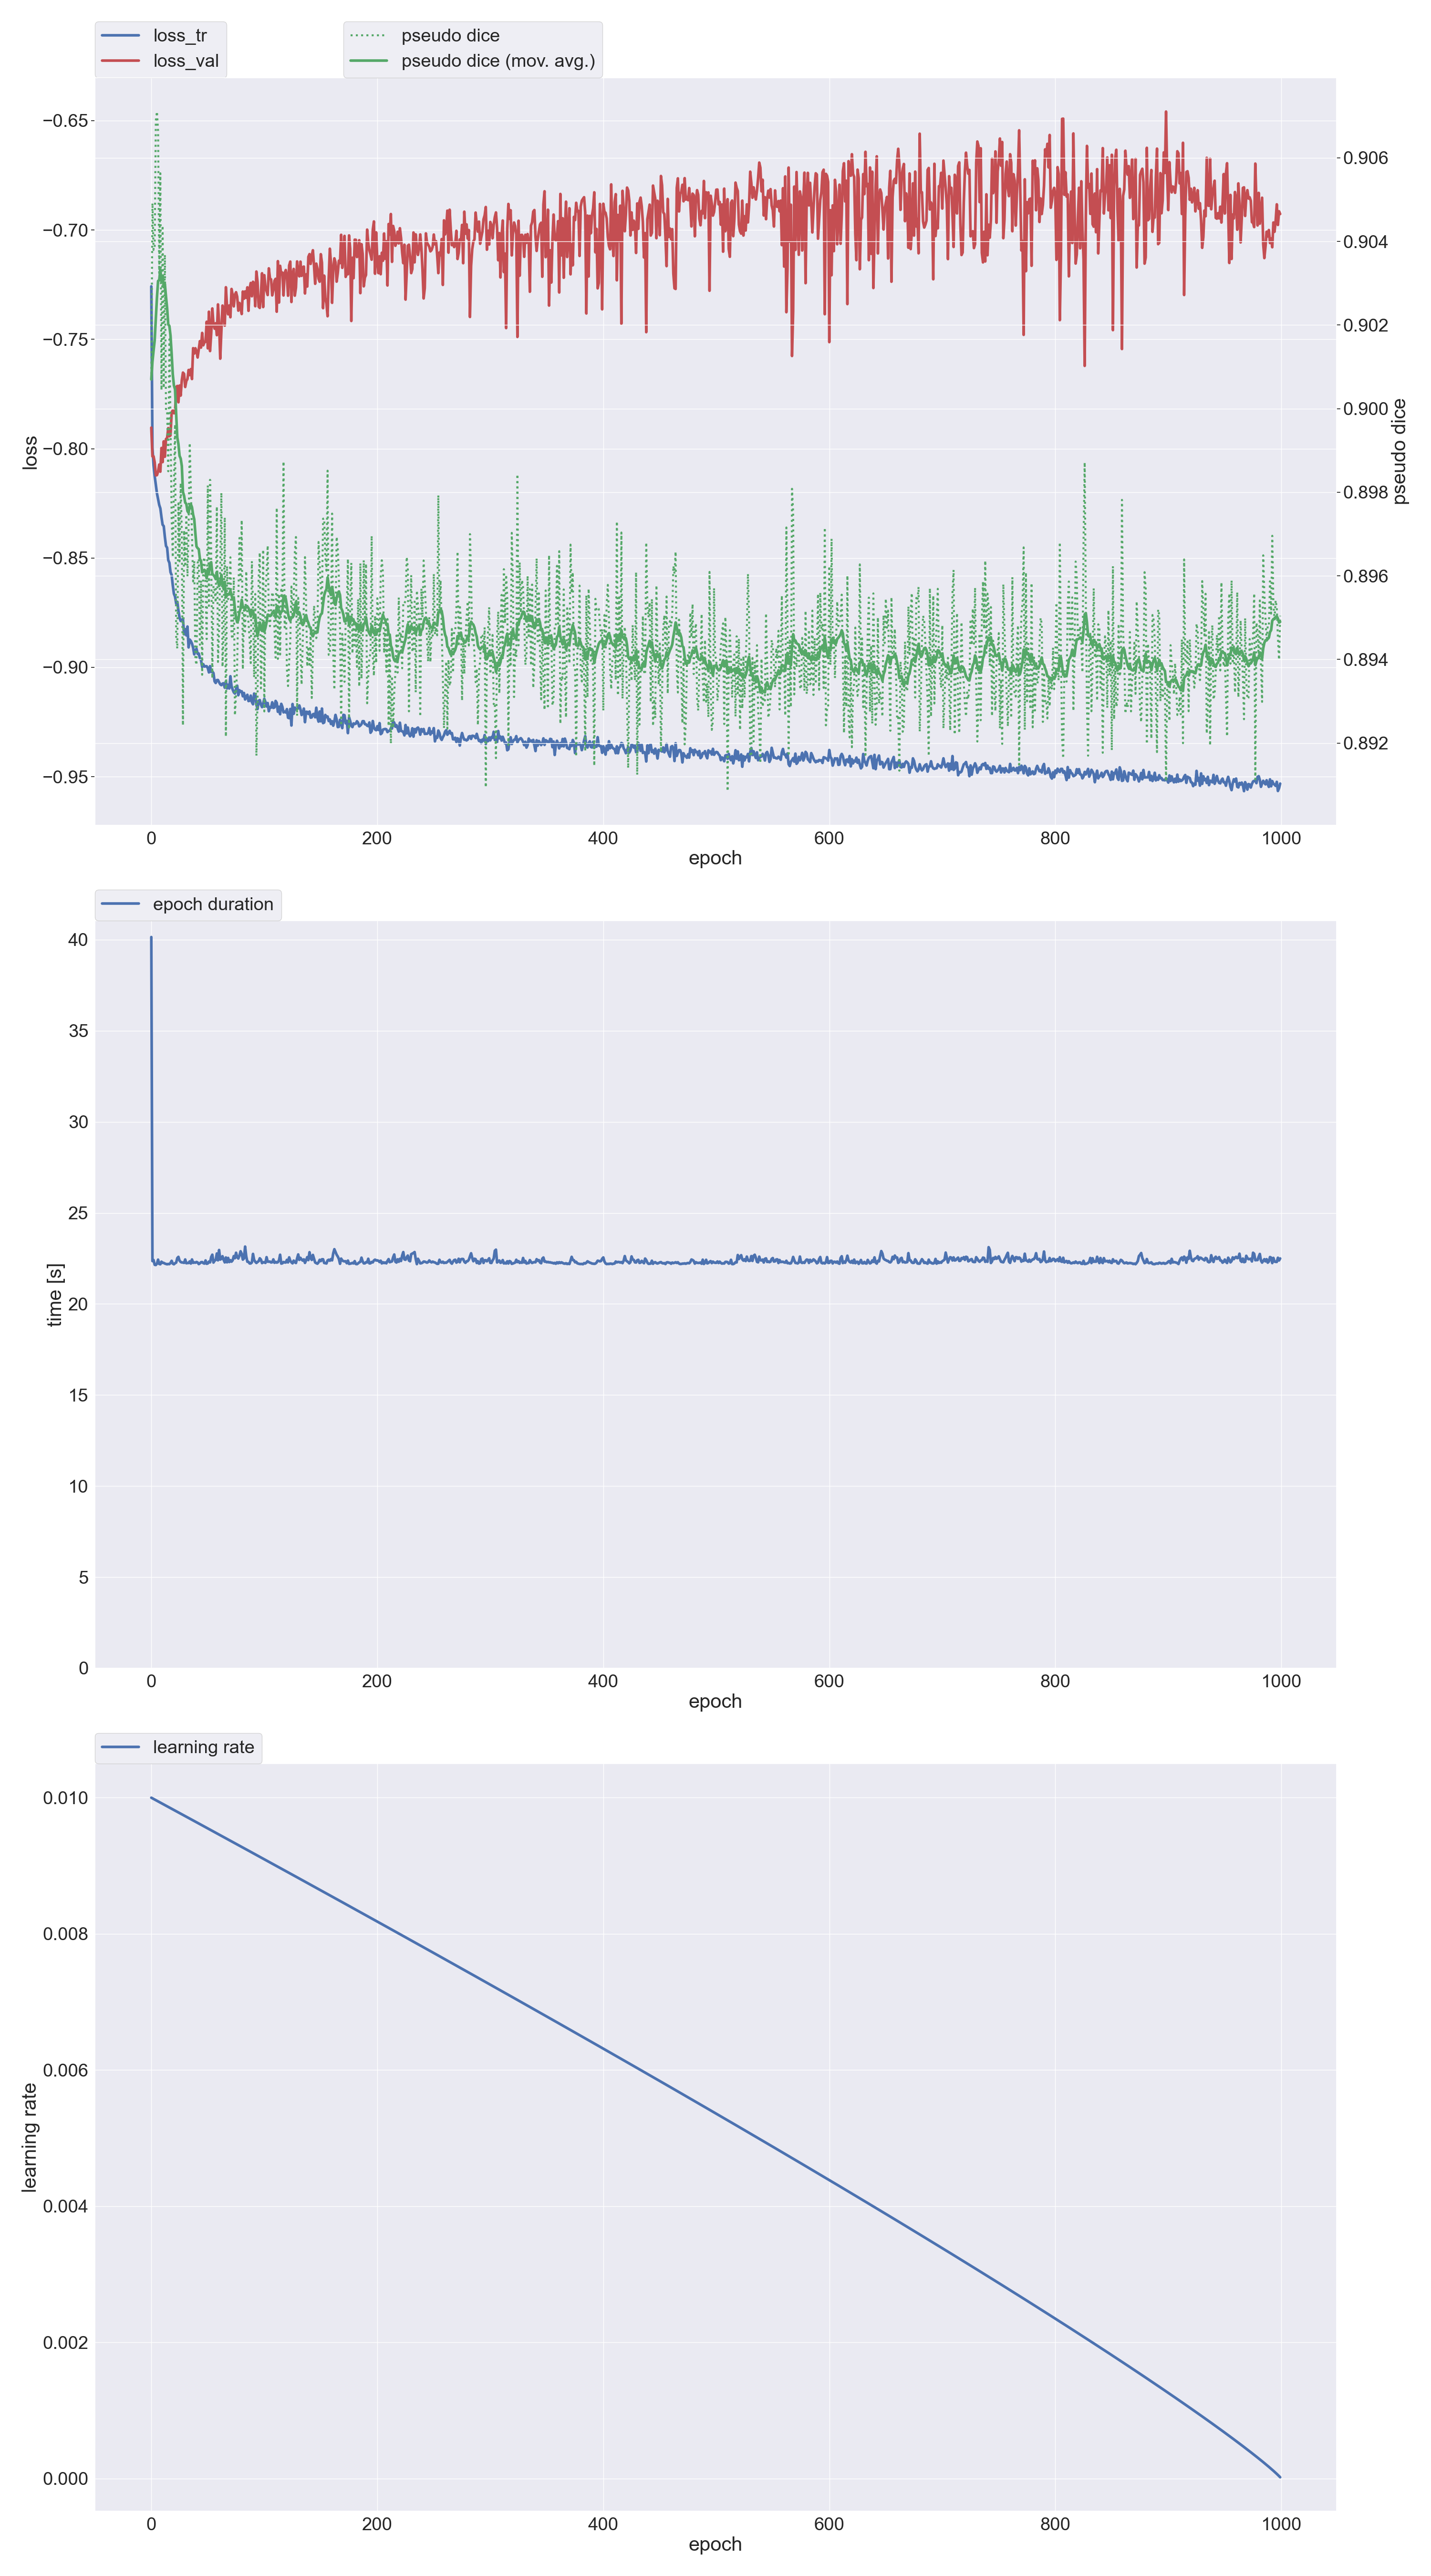 loss_tr
loss_val
pseudo dice
pseudo dice (mov. avg.)
−0.65
−0.70
−0.75
−0.80
−0.85
−0.90
−0.95
loss
0.906
0.904
0.902
0.900
0.898
0.896
0.894
0.892
pseudo dice
0 200 400 600 800 1000
epoch
epoch duration
40
35
30
25
20
15
10
5
0
time [s]
0 200 400 600 800 1000
epoch
learning rate
0.010
0.008
0.006
0.004
0.002
0.000
learning rate
0 200 400 600 800 1000
epoch